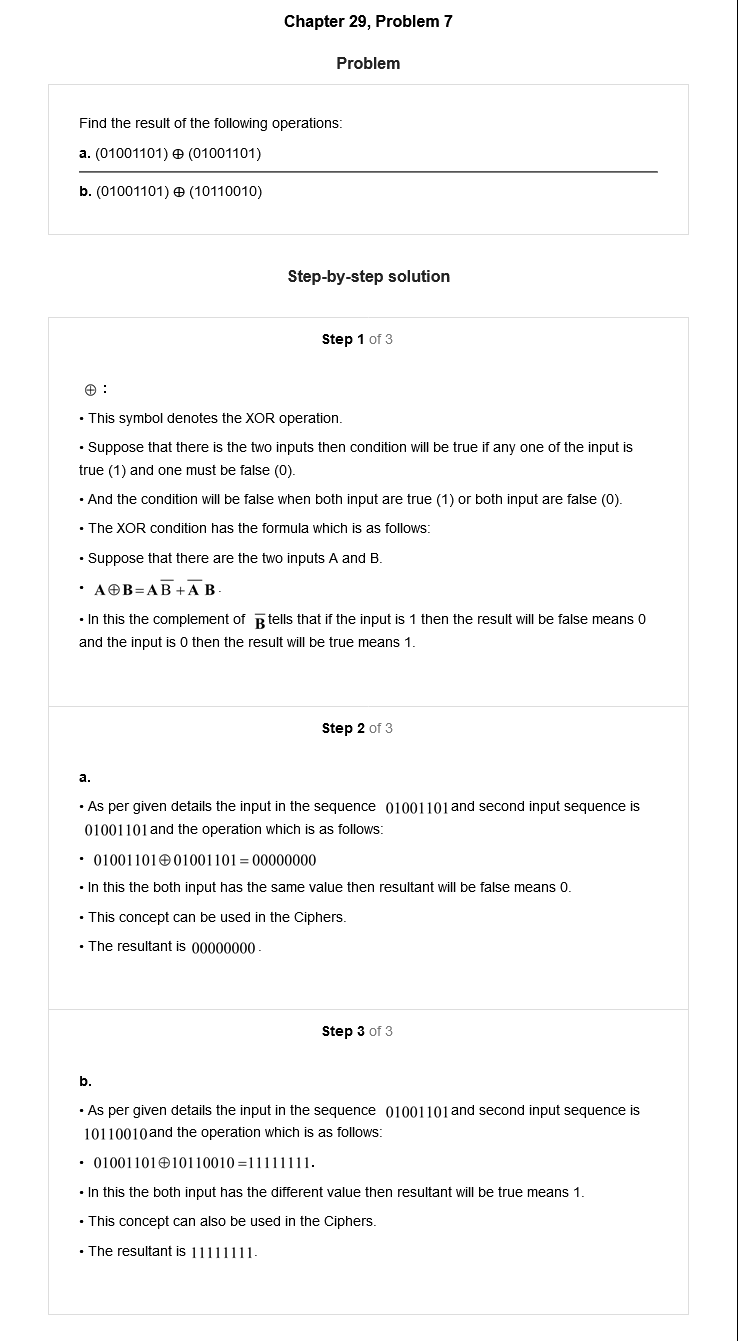 Chapter 29, Problem 7
Problem
Find the result of the following operations:
a. (01001101) ⊕ (01001101)
b. (01001101) ⊕ (10110010)
Step-by-step solution
Step 1 of 3
⊕ :
• This symbol denotes the XOR operation.
• Suppose that there is the two inputs then condition will be true if any one of the input is
true (1) and one must be false (0).
• And the condition will be false when both input are true (1) or both input are false (0).
• The XOR condition has the formula which is as follows:
• Suppose that there are the two inputs A and B.
• A⊕B=AB̅+A̅ B.
• In this the complement of B̅ tells that if the input is 1 then the result will be false means 0
and the input is 0 then the result will be true means 1.
Step 2 of 3
a.
• As per given details the input in the sequence 01001101 and second input sequence is
01001101 and the operation which is as follows:
• 01001101⊕01001101=00000000
• In this the both input has the same value then resultant will be false means 0.
• This concept can be used in the Ciphers.
• The resultant is 00000000.
Step 3 of 3
b.
• As per given details the input in the sequence 01001101 and second input sequence is
10110010 and the operation which is as follows:
• 01001101⊕10110010=11111111.
• In this the both input has the different value then resultant will be true means 1.
• This concept can also be used in the Ciphers.
• The resultant is 11111111.